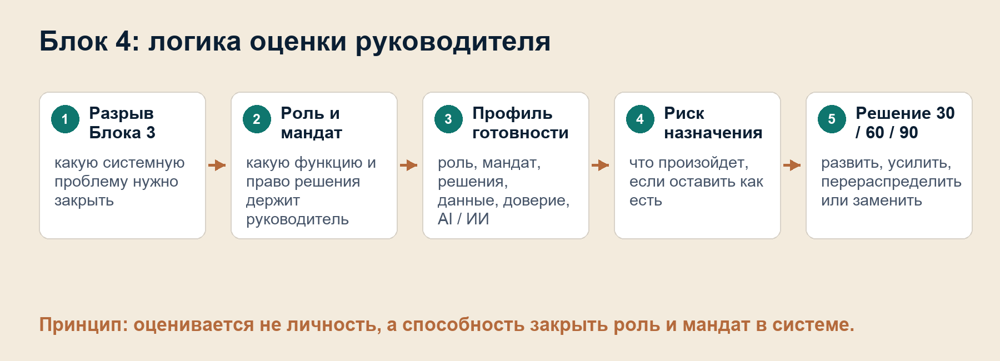 Блок 4: логика оценки руководителя
1
Разрыв
Блока 3
какую системную
проблему нужно
закрыть
2
Роль и
мандат
какую функцию и
право решения
держит
руководитель
3
Профиль
готовности
роль, мандат,
решения,
данные, доверие,
AI / ИИ
4
Риск
назначения
что произойдет,
если оставить как
есть
5
Решение 30
/ 60 / 90
развить, усилить,
перераспределить
или заменить
Принцип: оценивается не личность, а способность закрыть роль и мандат в системе.